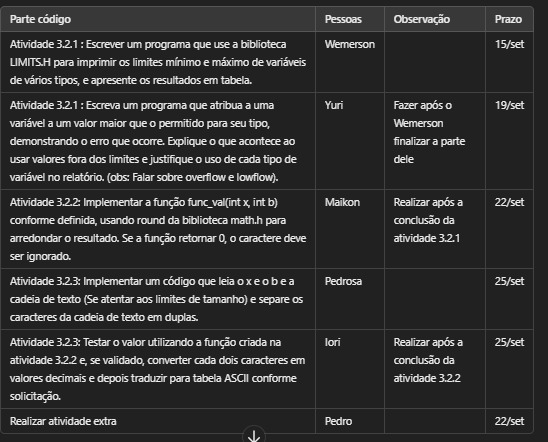 Parte código Pessoas Observação Prazo
Atividade 3.2.1 : Escrever um programa que use a biblioteca Wemerson 15/set
LIMITS.H para imprimir os limites mínimo e máximo de variáveis
de vários tipos, e apresente os resultados em tabela.
Atividade 3.2.1 : Escreva um programa que atribua a uma Yuri Fazer após o 19/set
variável a um valor maior que o permitido para seu tipo, Wemerson
demonstrando o erro que ocorre. Explique o que acontece ao finalizar a parte
usar valores fora dos limites e justifique o uso de cada tipo de dele
variável no relatório. (obs: Falar sobre overflow e lowflow).
Atividade 3.2.2: Implementar a função func_val(int x, int b) Maikon Realizar após a 22/set
conforme definida, usando round da biblioteca math.h para conclusão da
arredondar o resultado. Se a função retornar 0, o caractere deve atividade 3.2.1
ser ignorado.
Atividade 3.2.3: Implementar um código que leia o x e o b e a Pedrosa 25/set
cadeia de texto (Se atentar aos limites de tamanho) e separe os
caracteres da cadeia de texto em duplas.
Atividade 3.2.3: Testar o valor utilizando a função criada na Iori Realizar após a 25/set
atividade 3.2.2 e, se validado, converter cada dois caracteres em conclusão da
valores decimais e depois traduzir para tabela ASCII conforme atividade 3.2.2
solicitação.
Realizar atividade extra Pedro 22/set